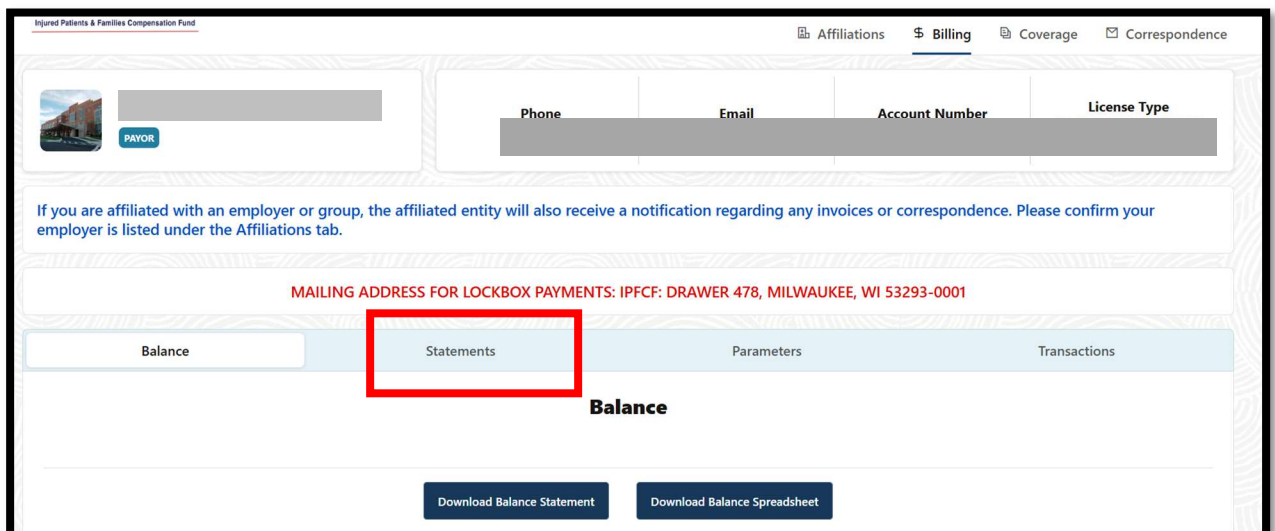 Injured Patients & Families Compensation Fund
Affiliations
Billing
Coverage
Correspondence
PAYOR
Phone
Email
Account Number
License Type
If you are affiliated with an employer or group, the affiliated entity will also receive a notification regarding any invoices or correspondence. Please confirm your
employer is listed under the Affiliations tab.
MAILING ADDRESS FOR LOCKBOX PAYMENTS: IPFCF: DRAWER 478, MILWAUKEE, WI 53293-0001
Balance
Statements
Parameters
Transactions
Balance
Download Balance Statement
Download Balance Spreadsheet